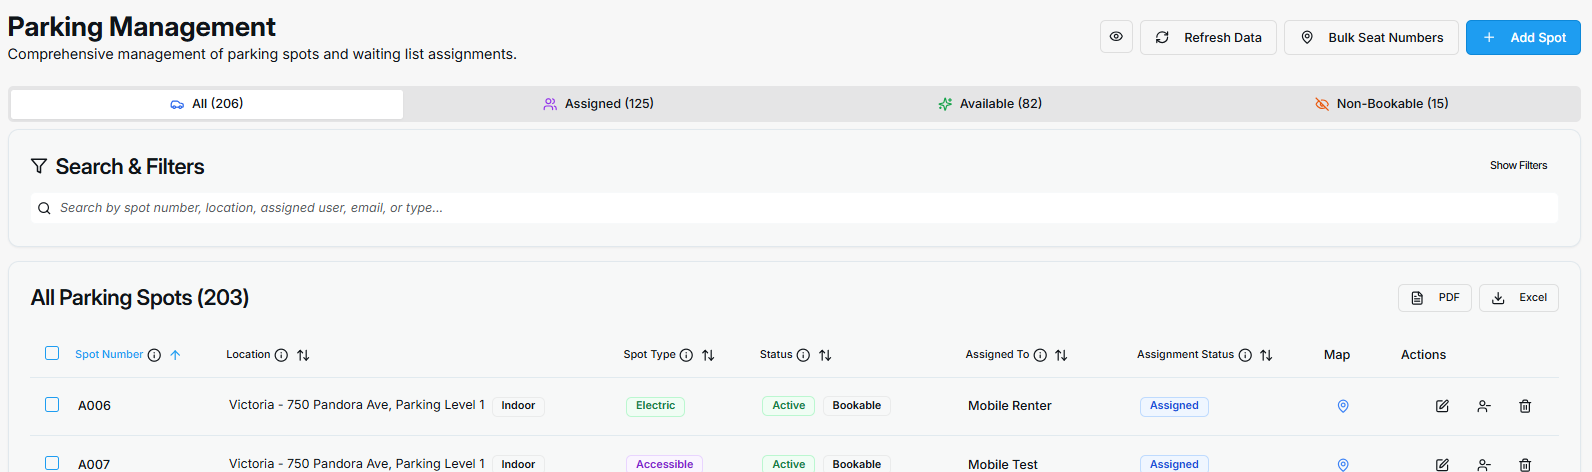 Parking Management
Comprehensive management of parking spots and waiting list assignments.
Refresh Data
Bulk Seat Numbers
Add Spot
All (206)
Assigned (125)
Available (82)
Non-Bookable (15)
Search & Filters
Show Filters
Search by spot number, location, assigned user, email, or type...
All Parking Spots (203)
PDF
Excel
Spot Number Location Spot Type Status Assigned To Assignment Status Map Actions
A006 Victoria - 750 Pandora Ave, Parking Level 1 Indoor Electric Active Bookable Mobile Renter Assigned
A007 Victoria - 750 Pandora Ave, Parking Level 1 Indoor Accessible Active Bookable Mobile Test Assigned